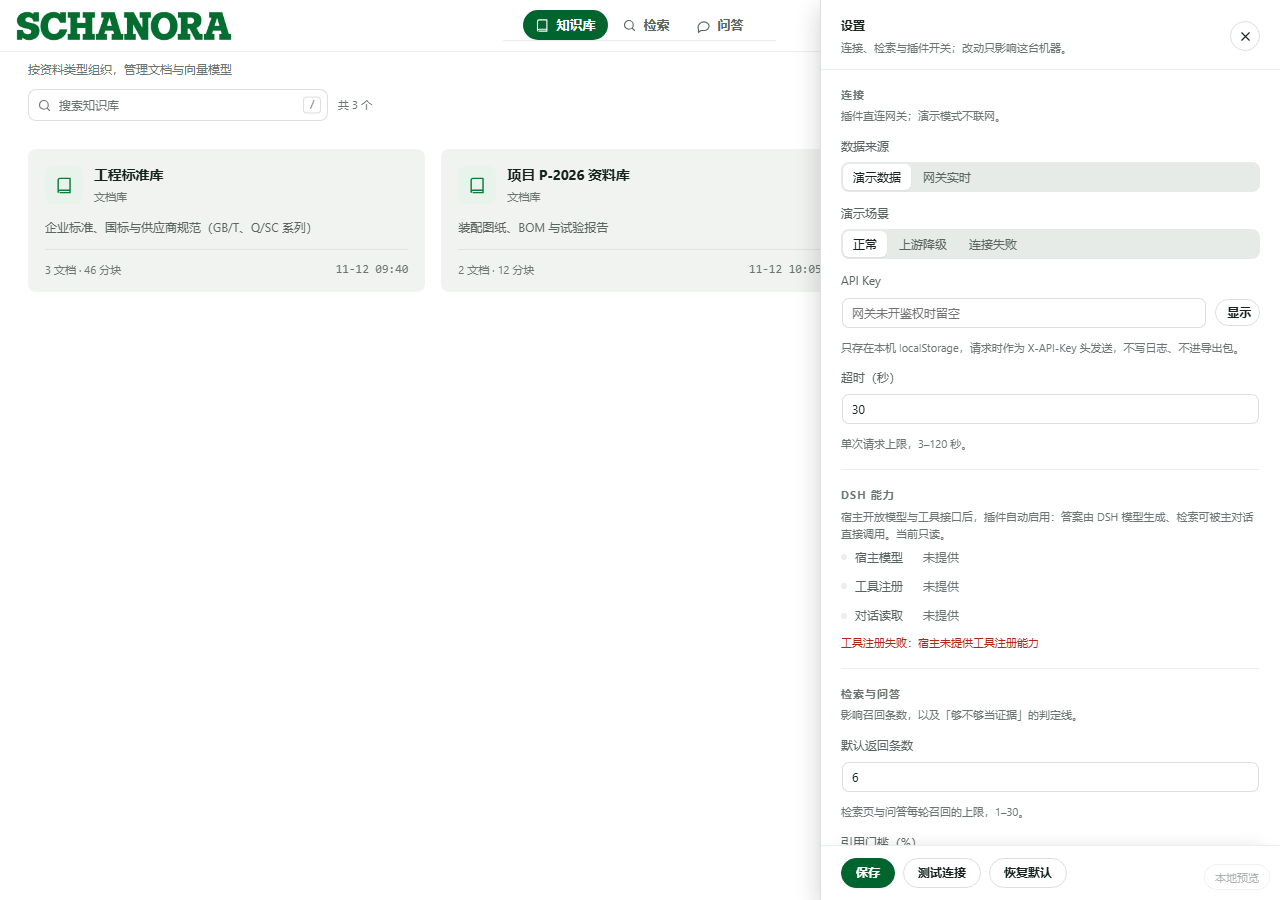 SCHANORA
知识库
检索
问答
按资料类型组织，管理文档与向量模型
搜索知识库
/
共 3 个
工程标准库
文档库
企业标准、国标与供应商规范（GB/T、Q/SC 系列）
3 文档 · 46 分块
11-12 09:40
项目 P-2026 资料库
文档库
装配图纸、BOM 与试验报告
2 文档 · 12 分块
11-12 10:05
设置
连接、检索与插件开关；改动只影响这台机器。
连接
插件直连网关；演示模式不联网。
数据来源
演示数据
网关实时
演示场景
正常
上游降级
连接失败
API Key
网关未开鉴权时留空
显示
只存在本机 localStorage，请求时作为 X-API-Key 头发送，不写日志、不进导出包。
超时（秒）
30
单次请求上限，3–120 秒。
DSH 能力
宿主开放模型与工具接口后，插件自动启用：答案由 DSH 模型生成、检索可被主对话
直接调用。当前只读。
宿主模型
未提供
工具注册
未提供
对话读取
未提供
工具注册失败：宿主未提供工具注册能力
检索与问答
影响召回条数，以及「够不够当证据」的判定线。
默认返回条数
6
检索页与问答每轮召回的上限，1–30。
引用门槛（%）
保存
测试连接
恢复默认
本地预览